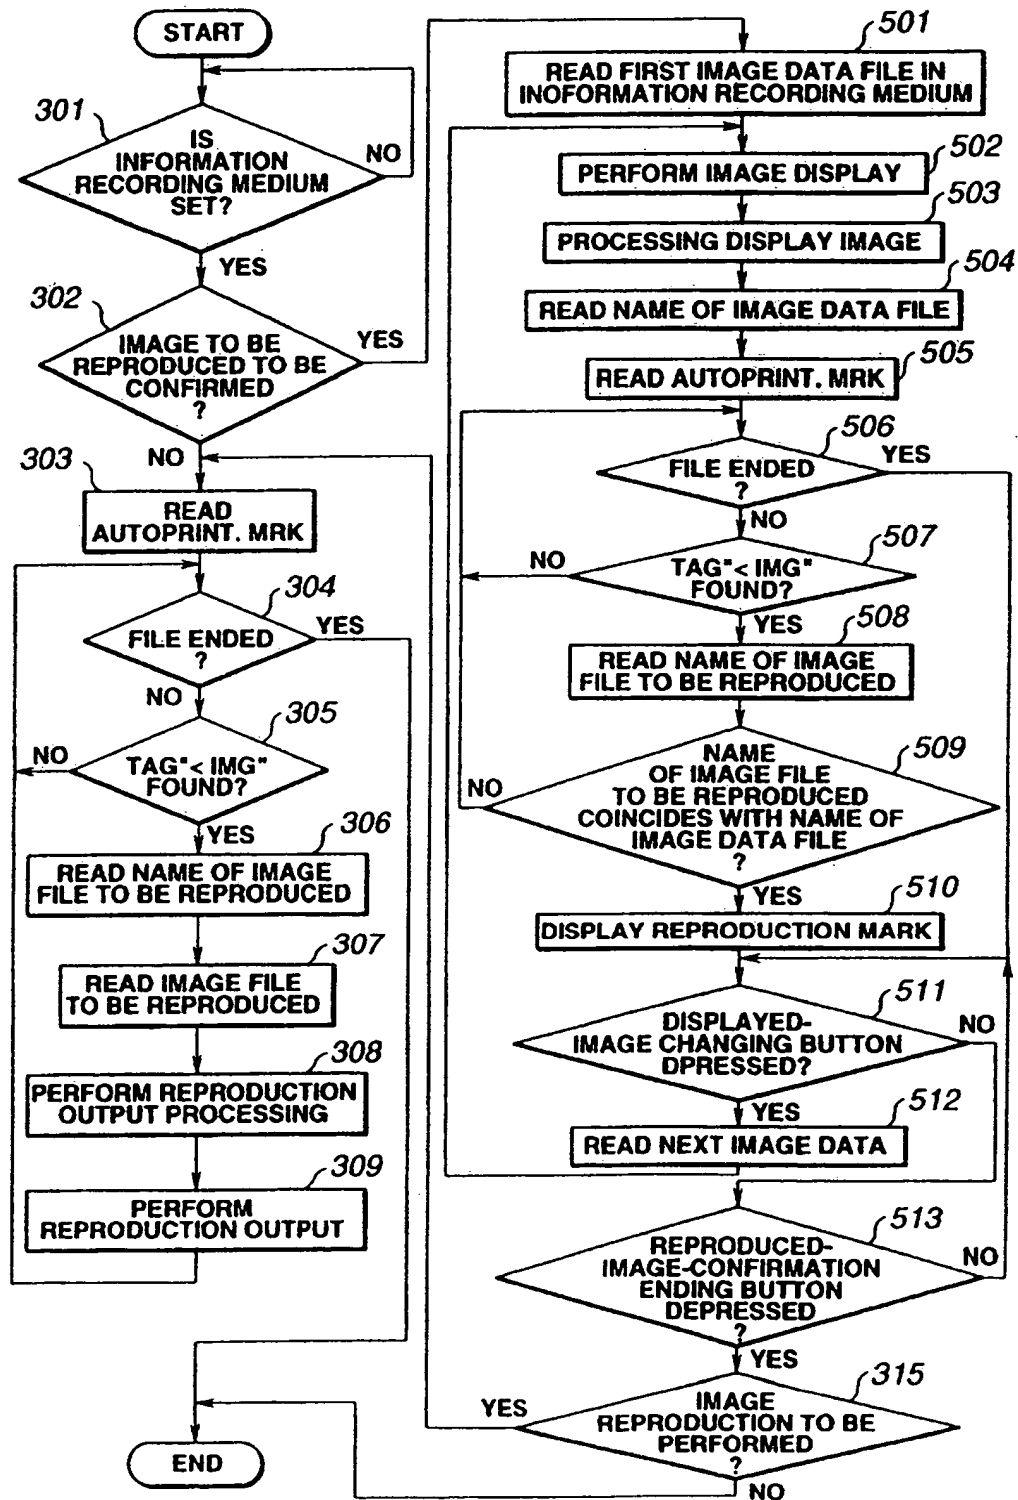 START
301
IS
INFORMATION
RECORDING MEDIUM
SET?
NO
YES
302
IMAGE TO BE
REPRODUCED TO BE
CONFIRMED
?
YES
NO
303
READ
AUTOPRINT. MRK
304
FILE ENDED
?
YES
NO
305
TAG"< IMG"
FOUND?
NO
YES
306
READ NAME OF IMAGE
FILE TO BE REPRODUCED
307
READ IMAGE FILE
TO BE REPRODUCED
308
PERFORM REPRODUCTION
OUTPUT PROCESSING
309
PERFORM
REPRODUCTION OUTPUT
END
501
READ FIRST IMAGE DATA FILE IN
INOFORMATION RECORDING MEDIUM
502
PERFORM IMAGE DISPLAY
503
PROCESSING DISPLAY IMAGE
504
READ NAME OF IMAGE DATA FILE
505
READ AUTOPRINT. MRK
506
FILE ENDED
?
YES
NO
507
TAG"< IMG"
FOUND?
NO
YES
508
READ NAME OF IMAGE
FILE TO BE REPRODUCED
509
NAME
OF IMAGE FILE
TO BE REPRODUCED
COINCIDES WITH NAME OF
IMAGE DATA FILE
?
NO
YES
510
DISPLAY REPRODUCTION MARK
511
DISPLAYED-
IMAGE CHANGING BUTTON
DPRESSED?
NO
YES
512
READ NEXT IMAGE DATA
513
REPRODUCED-
IMAGE-CONFIRMATION
ENDING BUTTON
DEPRESSED
?
NO
YES
315
IMAGE
REPRODUCTION TO BE
PERFORMED
?
YES
NO